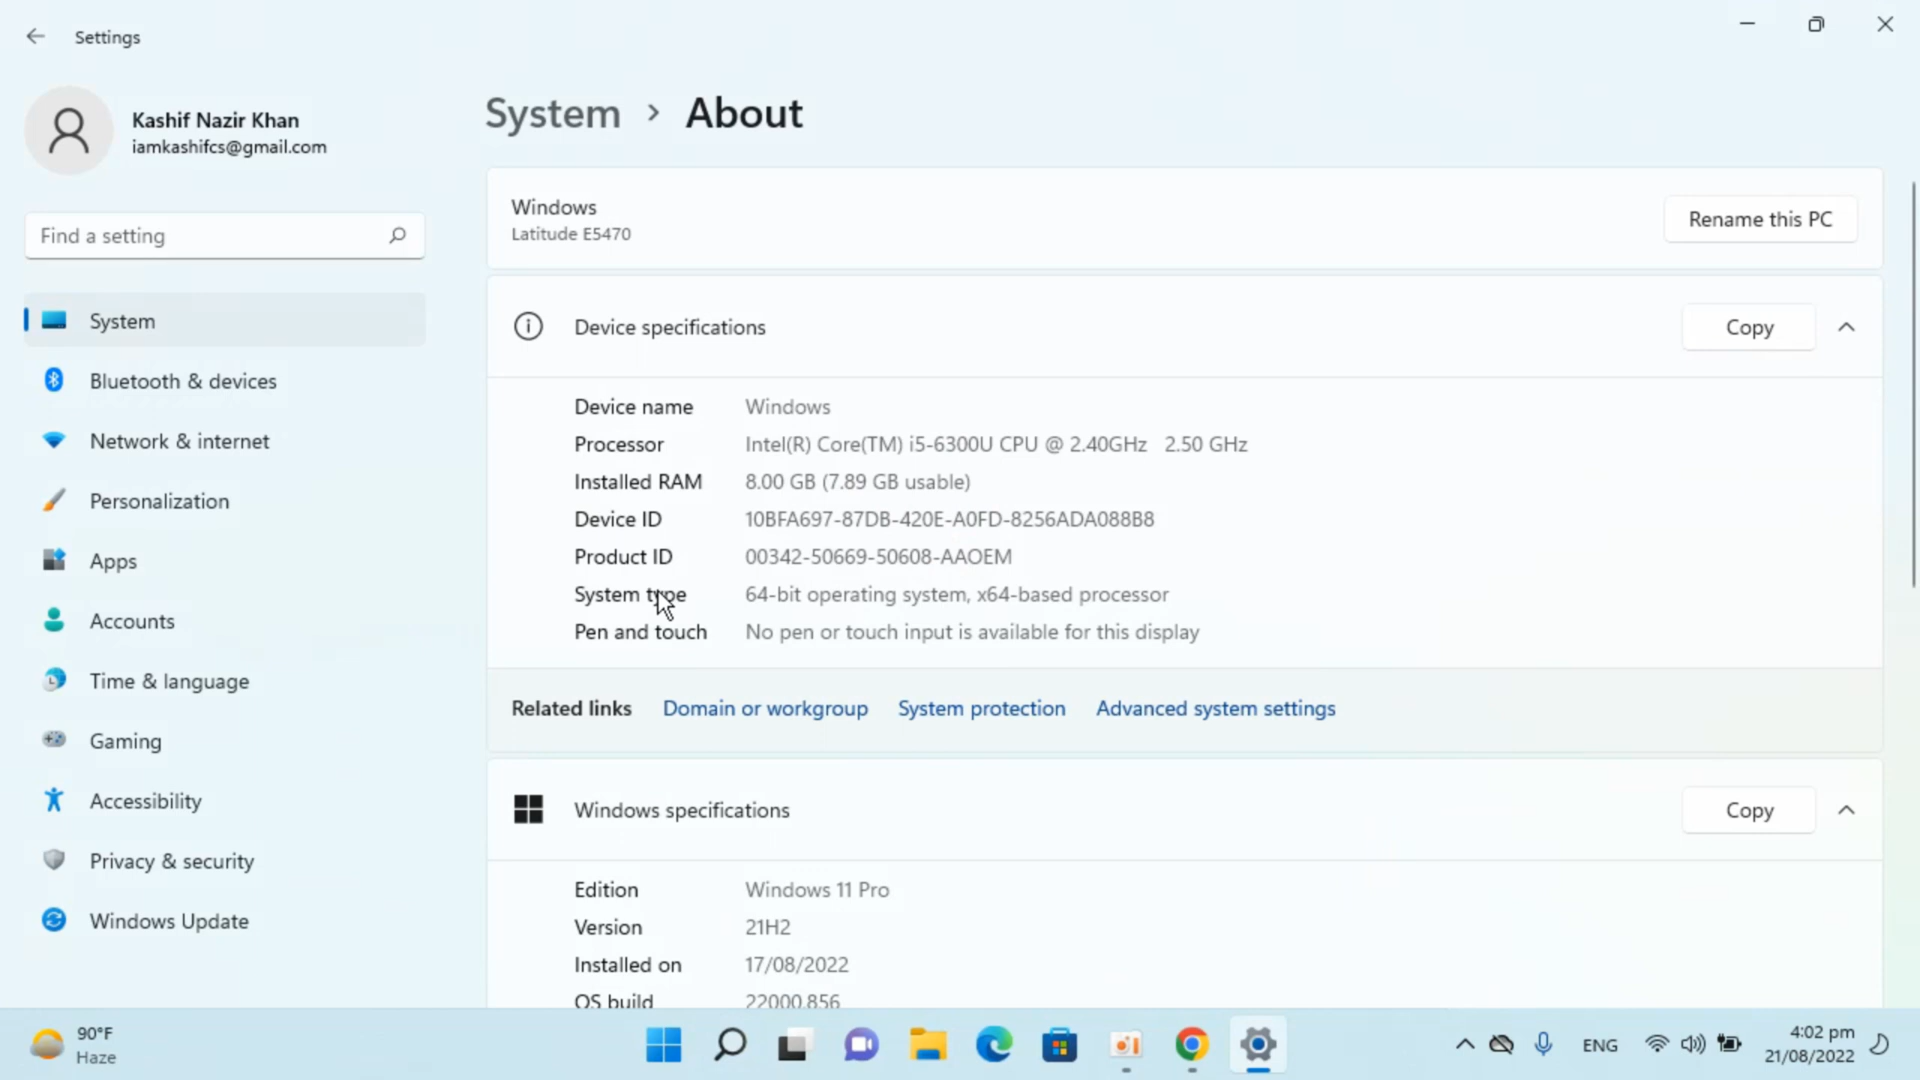 Settings
Kashif Nazir Khan
iamkashifcs@gmail.com
Find a setting
System
Bluetooth & devices
Network & internet
Personalization
Apps
Accounts
Time & language
Gaming
Accessibility
Privacy & security
Windows Update
System > About
Windows
Latitude E5470
Rename this PC
Device specifications
Copy
Device name Windows
Processor Intel(R) Core(TM) i5-6300U CPU @ 2.40GHz 2.50 GHz
Installed RAM 8.00 GB (7.89 GB usable)
Device ID 10BFA697-87DB-420E-A0FD-8256ADA088B8
Product ID 00342-50669-50608-AAOEM
System type 64-bit operating system, x64-based processor
Pen and touch No pen or touch input is available for this display
Related links Domain or workgroup System protection Advanced system settings
Windows specifications
Copy
Edition Windows 11 Pro
Version 21H2
Installed on 17/08/2022
OS build 22000.856
90°F
Haze
ENG
4:02 pm
21/08/2022